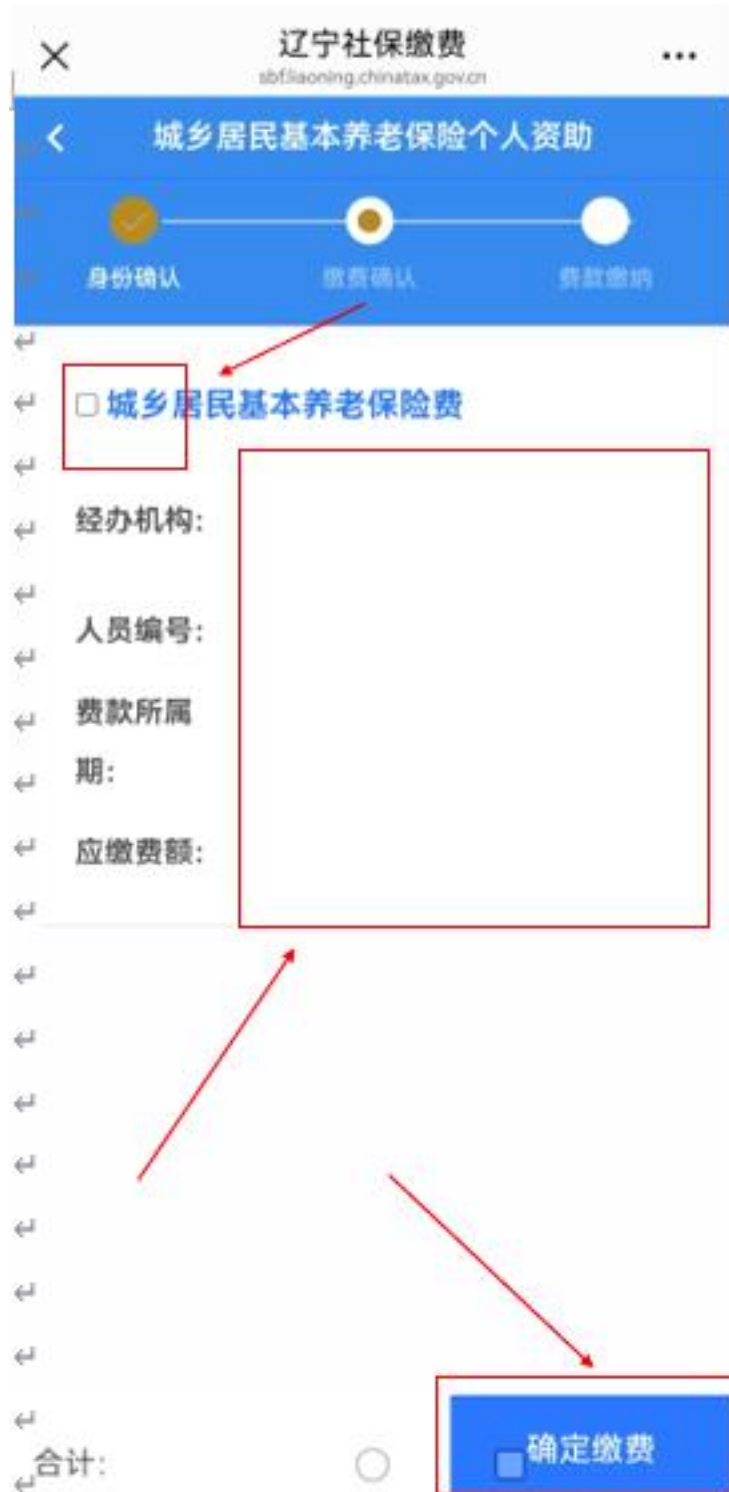 辽宁社保缴费
sbf.liaoning.chinatax.gov.cn
城乡居民基本养老保险个人资助
身份确认
缴费确认
费款缴纳
城乡居民基本养老保险费
经办机构:
人员编号:
费款所属
期:
应缴费额:
合计:
确定缴费